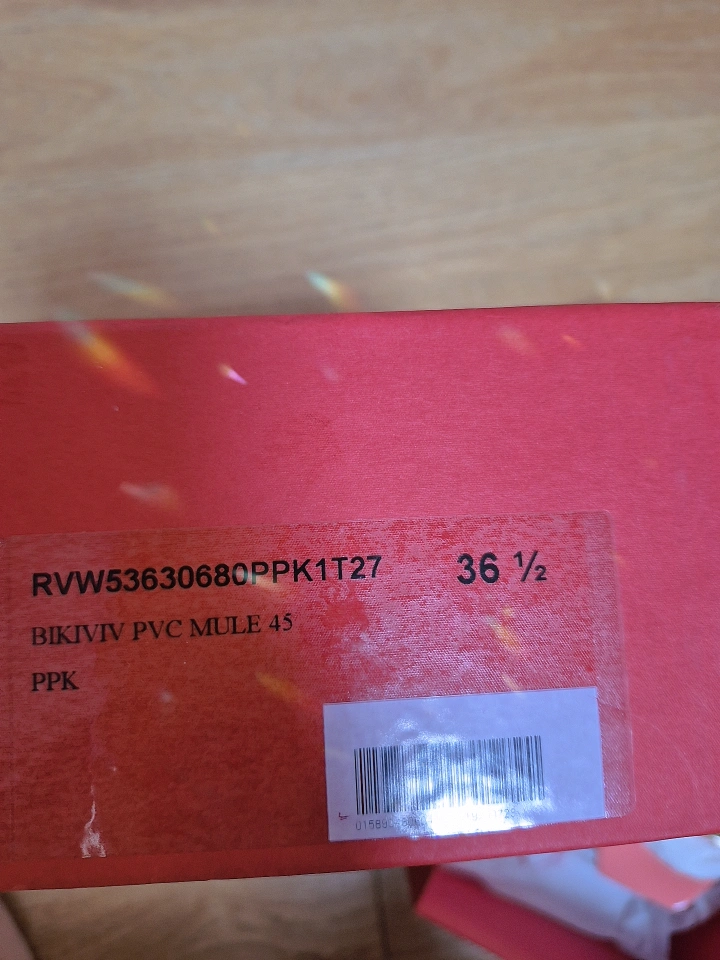 RVW53630680PPK1T27 36 ½
BIKIVIV PVC MULE 45
PPK